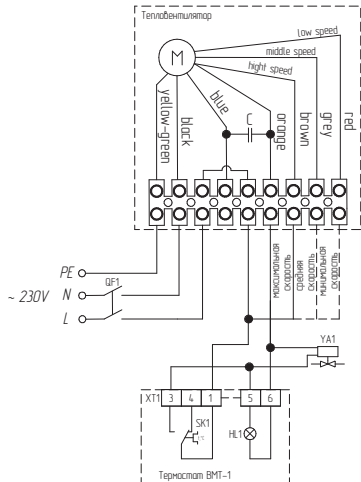 Тепловентилятор
low speed
middle speed
hight speed
M
yellow-green
black
blue
C
orange
brown
grey
red
максимальная скорость
средняя скорость
минимальная скорость
PE
QF1
~ 230V
N
L
YA1
XT1
3
4
1
5
6
SK1
t°C
HL1
Термостат ВМТ-1